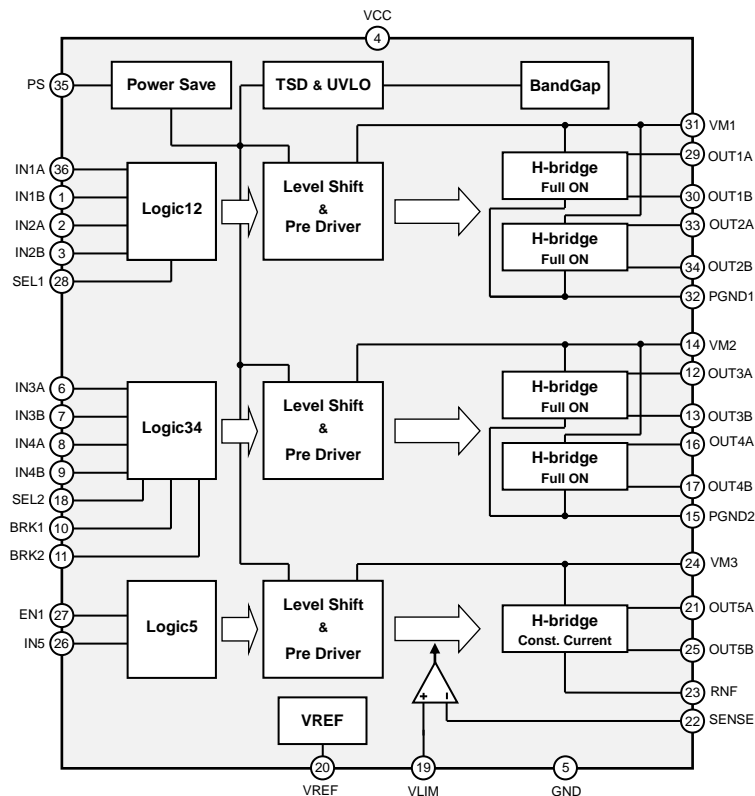 VCC
4
PS 35 Power Save TSD & UVLO BandGap
31 VM1
IN1A 36
IN1B 1
IN2A 2
IN2B 3
SEL1 28
Logic12
Level Shift
&
Pre Driver
H-bridge
Full ON
H-bridge
Full ON
29 OUT1A
30 OUT1B
33 OUT2A
34 OUT2B
32 PGND1
14 VM2
IN3A 6
IN3B 7
IN4A 8
IN4B 9
SEL2 18
BRK1 10
BRK2 11
Logic34
Level Shift
&
Pre Driver
H-bridge
Full ON
H-bridge
Full ON
12 OUT3A
13 OUT3B
16 OUT4A
17 OUT4B
15 PGND2
24 VM3
EN1 27
IN5 26
Logic5
Level Shift
&
Pre Driver
H-bridge
Const. Current
21 OUT5A
25 OUT5B
23 RNF
22 SENSE
+ −
VREF
20 19 5
VREF VLIM GND